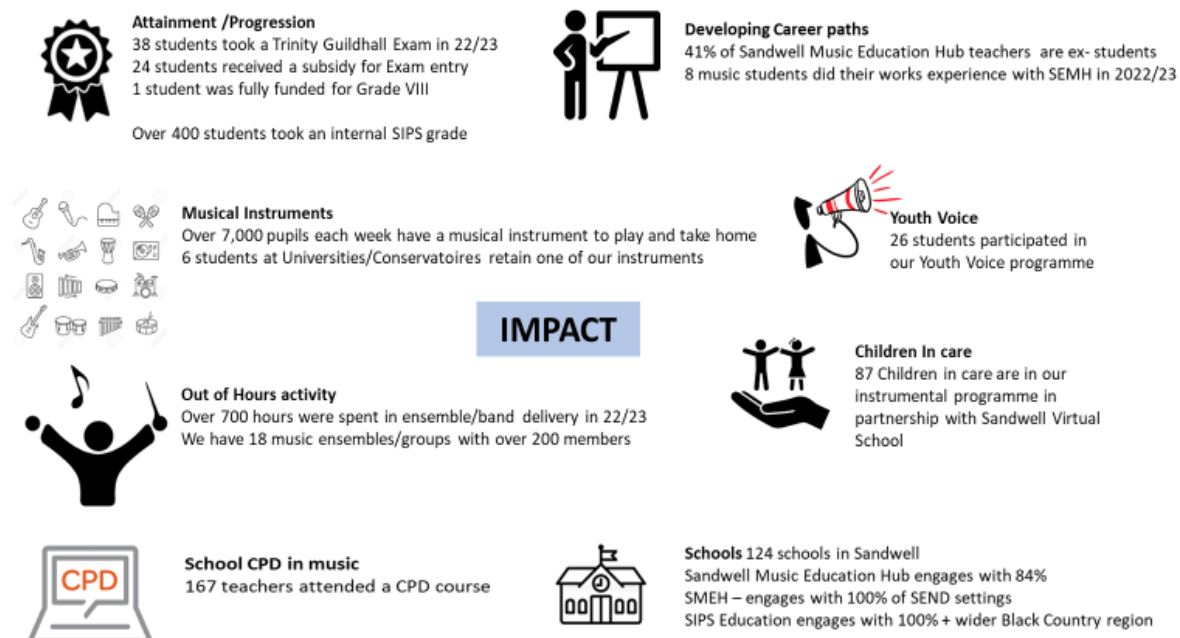 Attainment /Progression
38 students took a Trinity Guildhall Exam in 22/23
24 students received a subsidy for Exam entry
1 student was fully funded for Grade VIII
Over 400 students took an internal SIPS grade
Developing Career paths
41% of Sandwell Music Education Hub teachers are ex- students
8 music students did their works experience with SEMH in 2022/23
Musical Instruments
Over 7,000 pupils each week have a musical instrument to play and take home
6 students at Universities/Conservatoires retain one of our instruments
Youth Voice
26 students participated in
our Youth Voice programme
IMPACT
Children In care
87 Children in care are in our
instrumental programme in
partnership with Sandwell Virtual
School
Out of Hours activity
Over 700 hours were spent in ensemble/band delivery in 22/23
We have 18 music ensembles/groups with over 200 members
CPD
School CPD in music
167 teachers attended a CPD course
Schools 124 schools in Sandwell
Sandwell Music Education Hub engages with 84%
SMEH – engages with 100% of SEND settings
SIPS Education engages with 100% + wider Black Country region